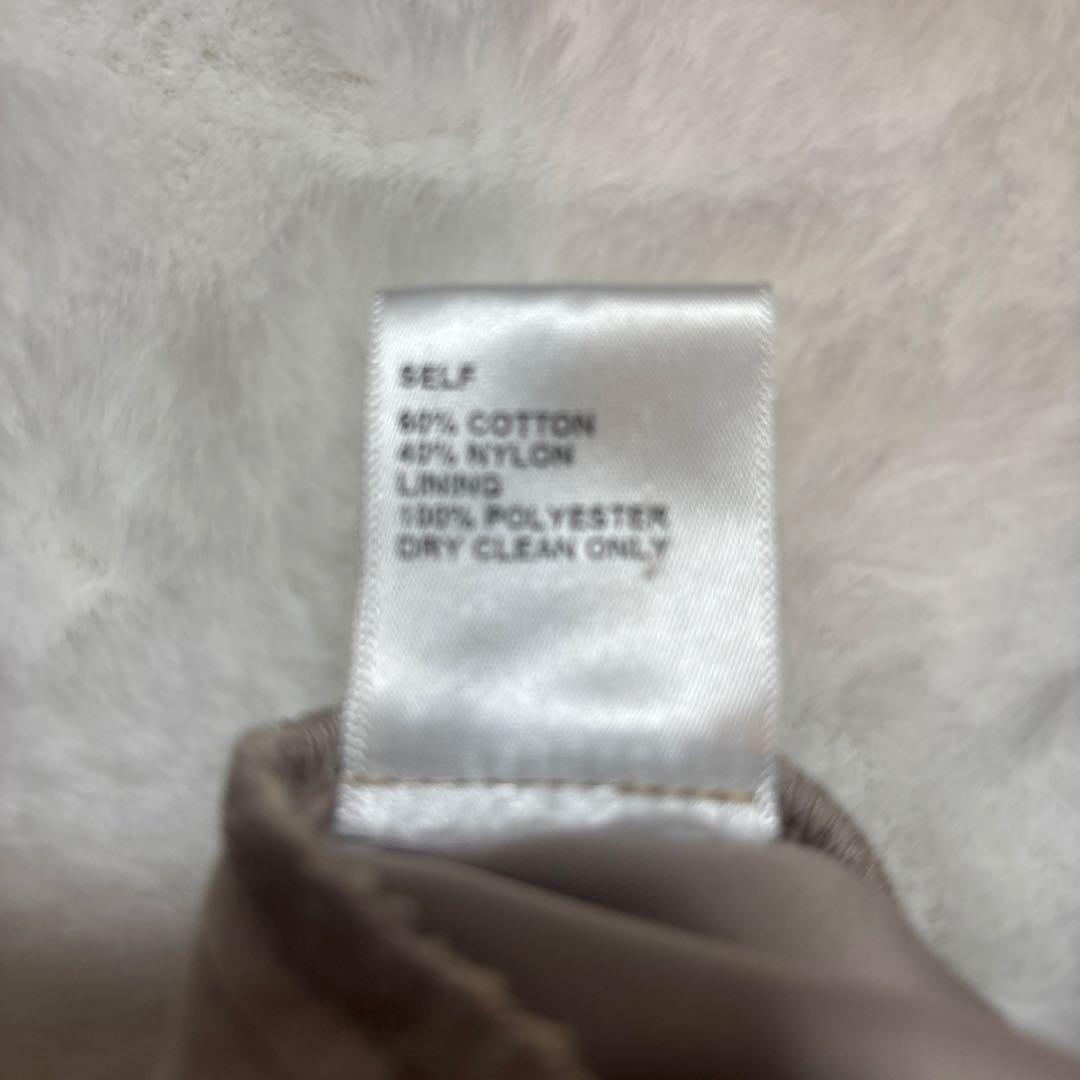 SELF
60% COTTON
40% NYLON
LINING
100% POLYESTER
DRY CLEAN ONLY